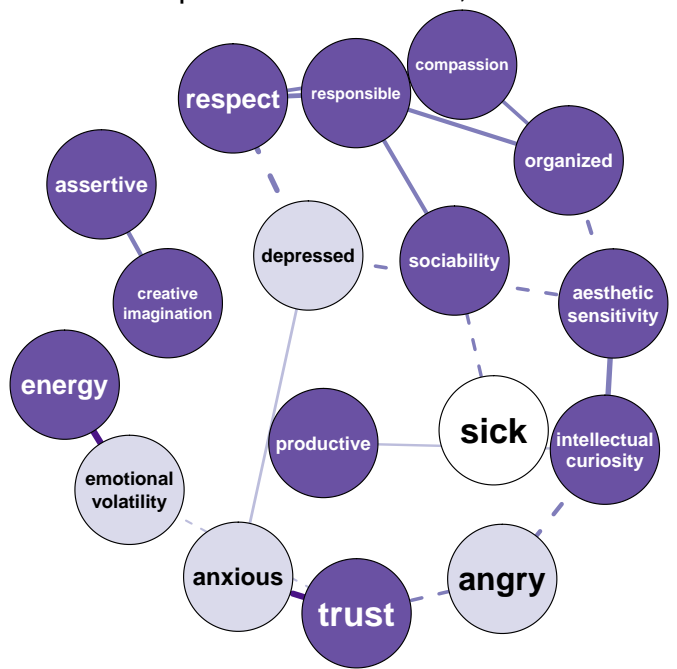 compassion
respect
responsible
organized
assertive
depressed
sociability
creative
imagination
aesthetic
sensitivity
energy
sick
productive
intellectual
curiosity
emotional
volatility
anxious
angry
trust